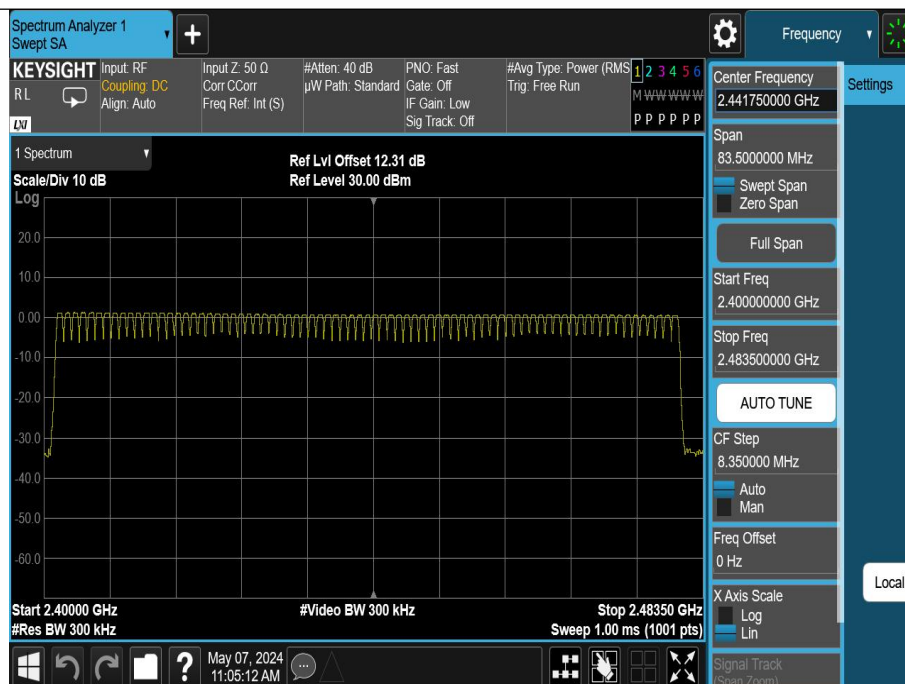 Spectrum Analyzer 1
Swept SA
+
Frequency
KEYSIGHT
RL
LXI
Input: RF
Coupling: DC
Align: Auto
Input Z: 50 Ω
Corr CCorr
Freq Ref: Int (S)
#Atten: 40 dB
µW Path: Standard
PNO: Fast
Gate: Off
IF Gain: Low
Sig Track: Off
#Avg Type: Power (RMS
Trig: Free Run
1 2 3 4 5 6
M W W W W W
P P P P P P
1 Spectrum
Scale/Div 10 dB
Log
Ref Lvl Offset 12.31 dB
Ref Level 30.00 dBm
20.0
10.0
0.00
-10.0
-20.0
-30.0
-40.0
-50.0
-60.0
Start 2.40000 GHz
#Res BW 300 kHz
#Video BW 300 kHz
Stop 2.48350 GHz
Sweep 1.00 ms (1001 pts)
?
May 07, 2024
11:05:12 AM
Center Frequency
2.441750000 GHz
Span
83.5000000 MHz
Swept Span
Zero Span
Full Span
Start Freq
2.400000000 GHz
Stop Freq
2.483500000 GHz
AUTO TUNE
CF Step
8.350000 MHz
Auto
Man
Freq Offset
0 Hz
X Axis Scale
Log
Lin
Signal Track
(Span Zoom)
Settings
Local